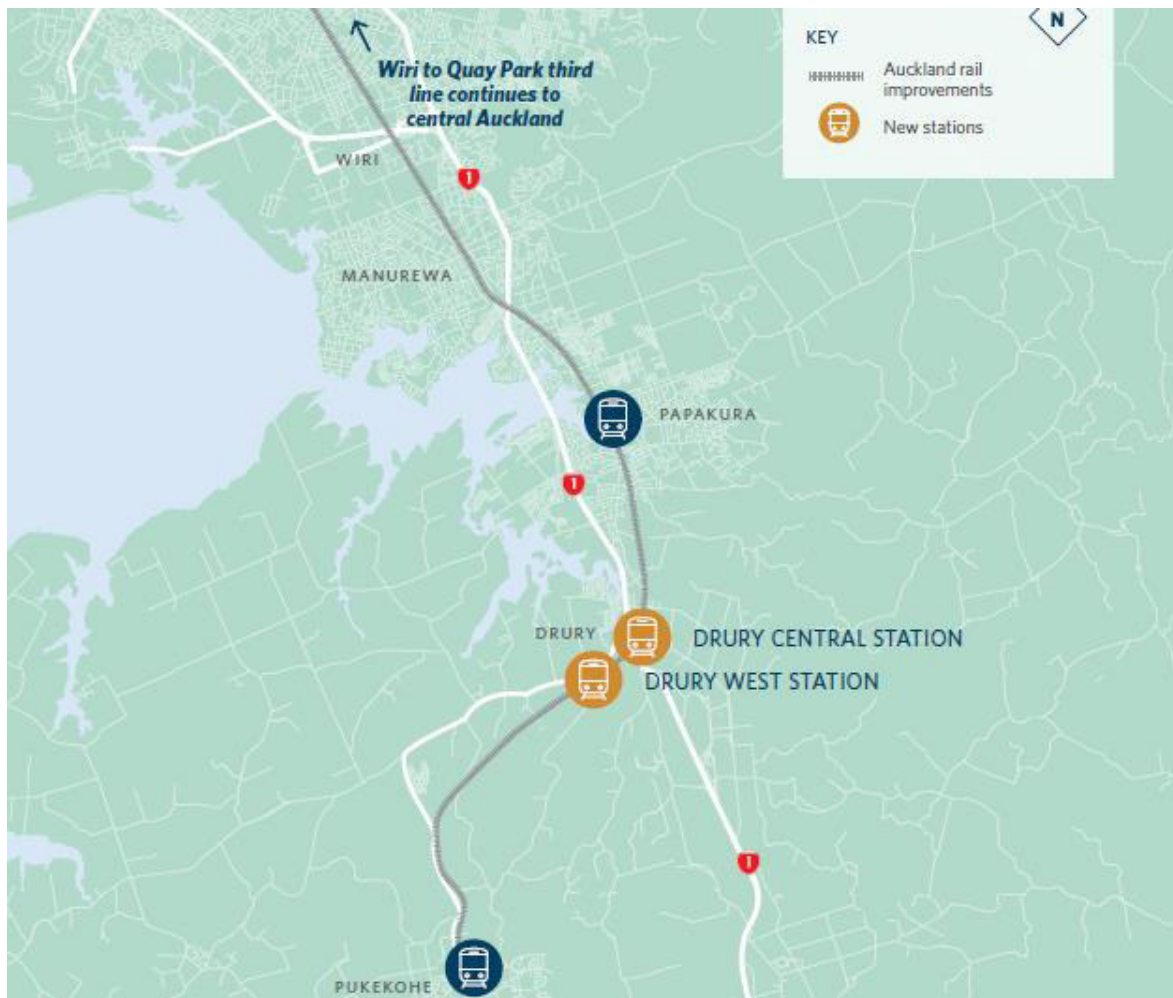 N
KEY
Auckland rail
improvements
New stations
Wiri to Quay Park third
line continues to
central Auckland
WIRI
1
MANUREWA
PAPAKURA
1
DRURY
DRURY CENTRAL STATION
DRURY WEST STATION
1
PUKEKOHE